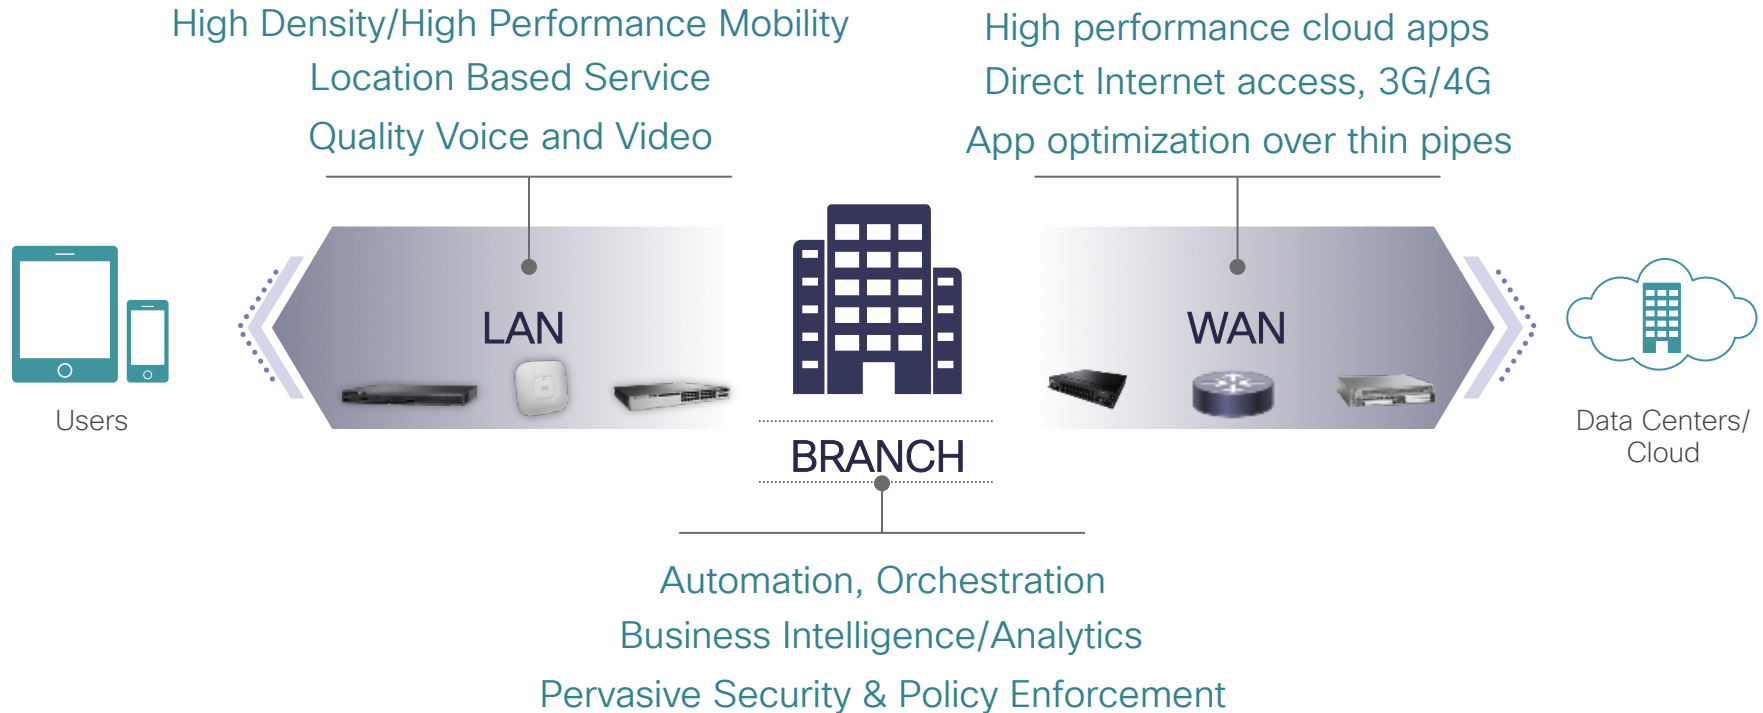 High Density/High Performance Mobility
Location Based Service
Quality Voice and Video
High performance cloud apps
Direct Internet access, 3G/4G
App optimization over thin pipes
LAN
WAN
Users
BRANCH
Data Centers/
Cloud
Automation, Orchestration
Business Intelligence/Analytics
Pervasive Security & Policy Enforcement